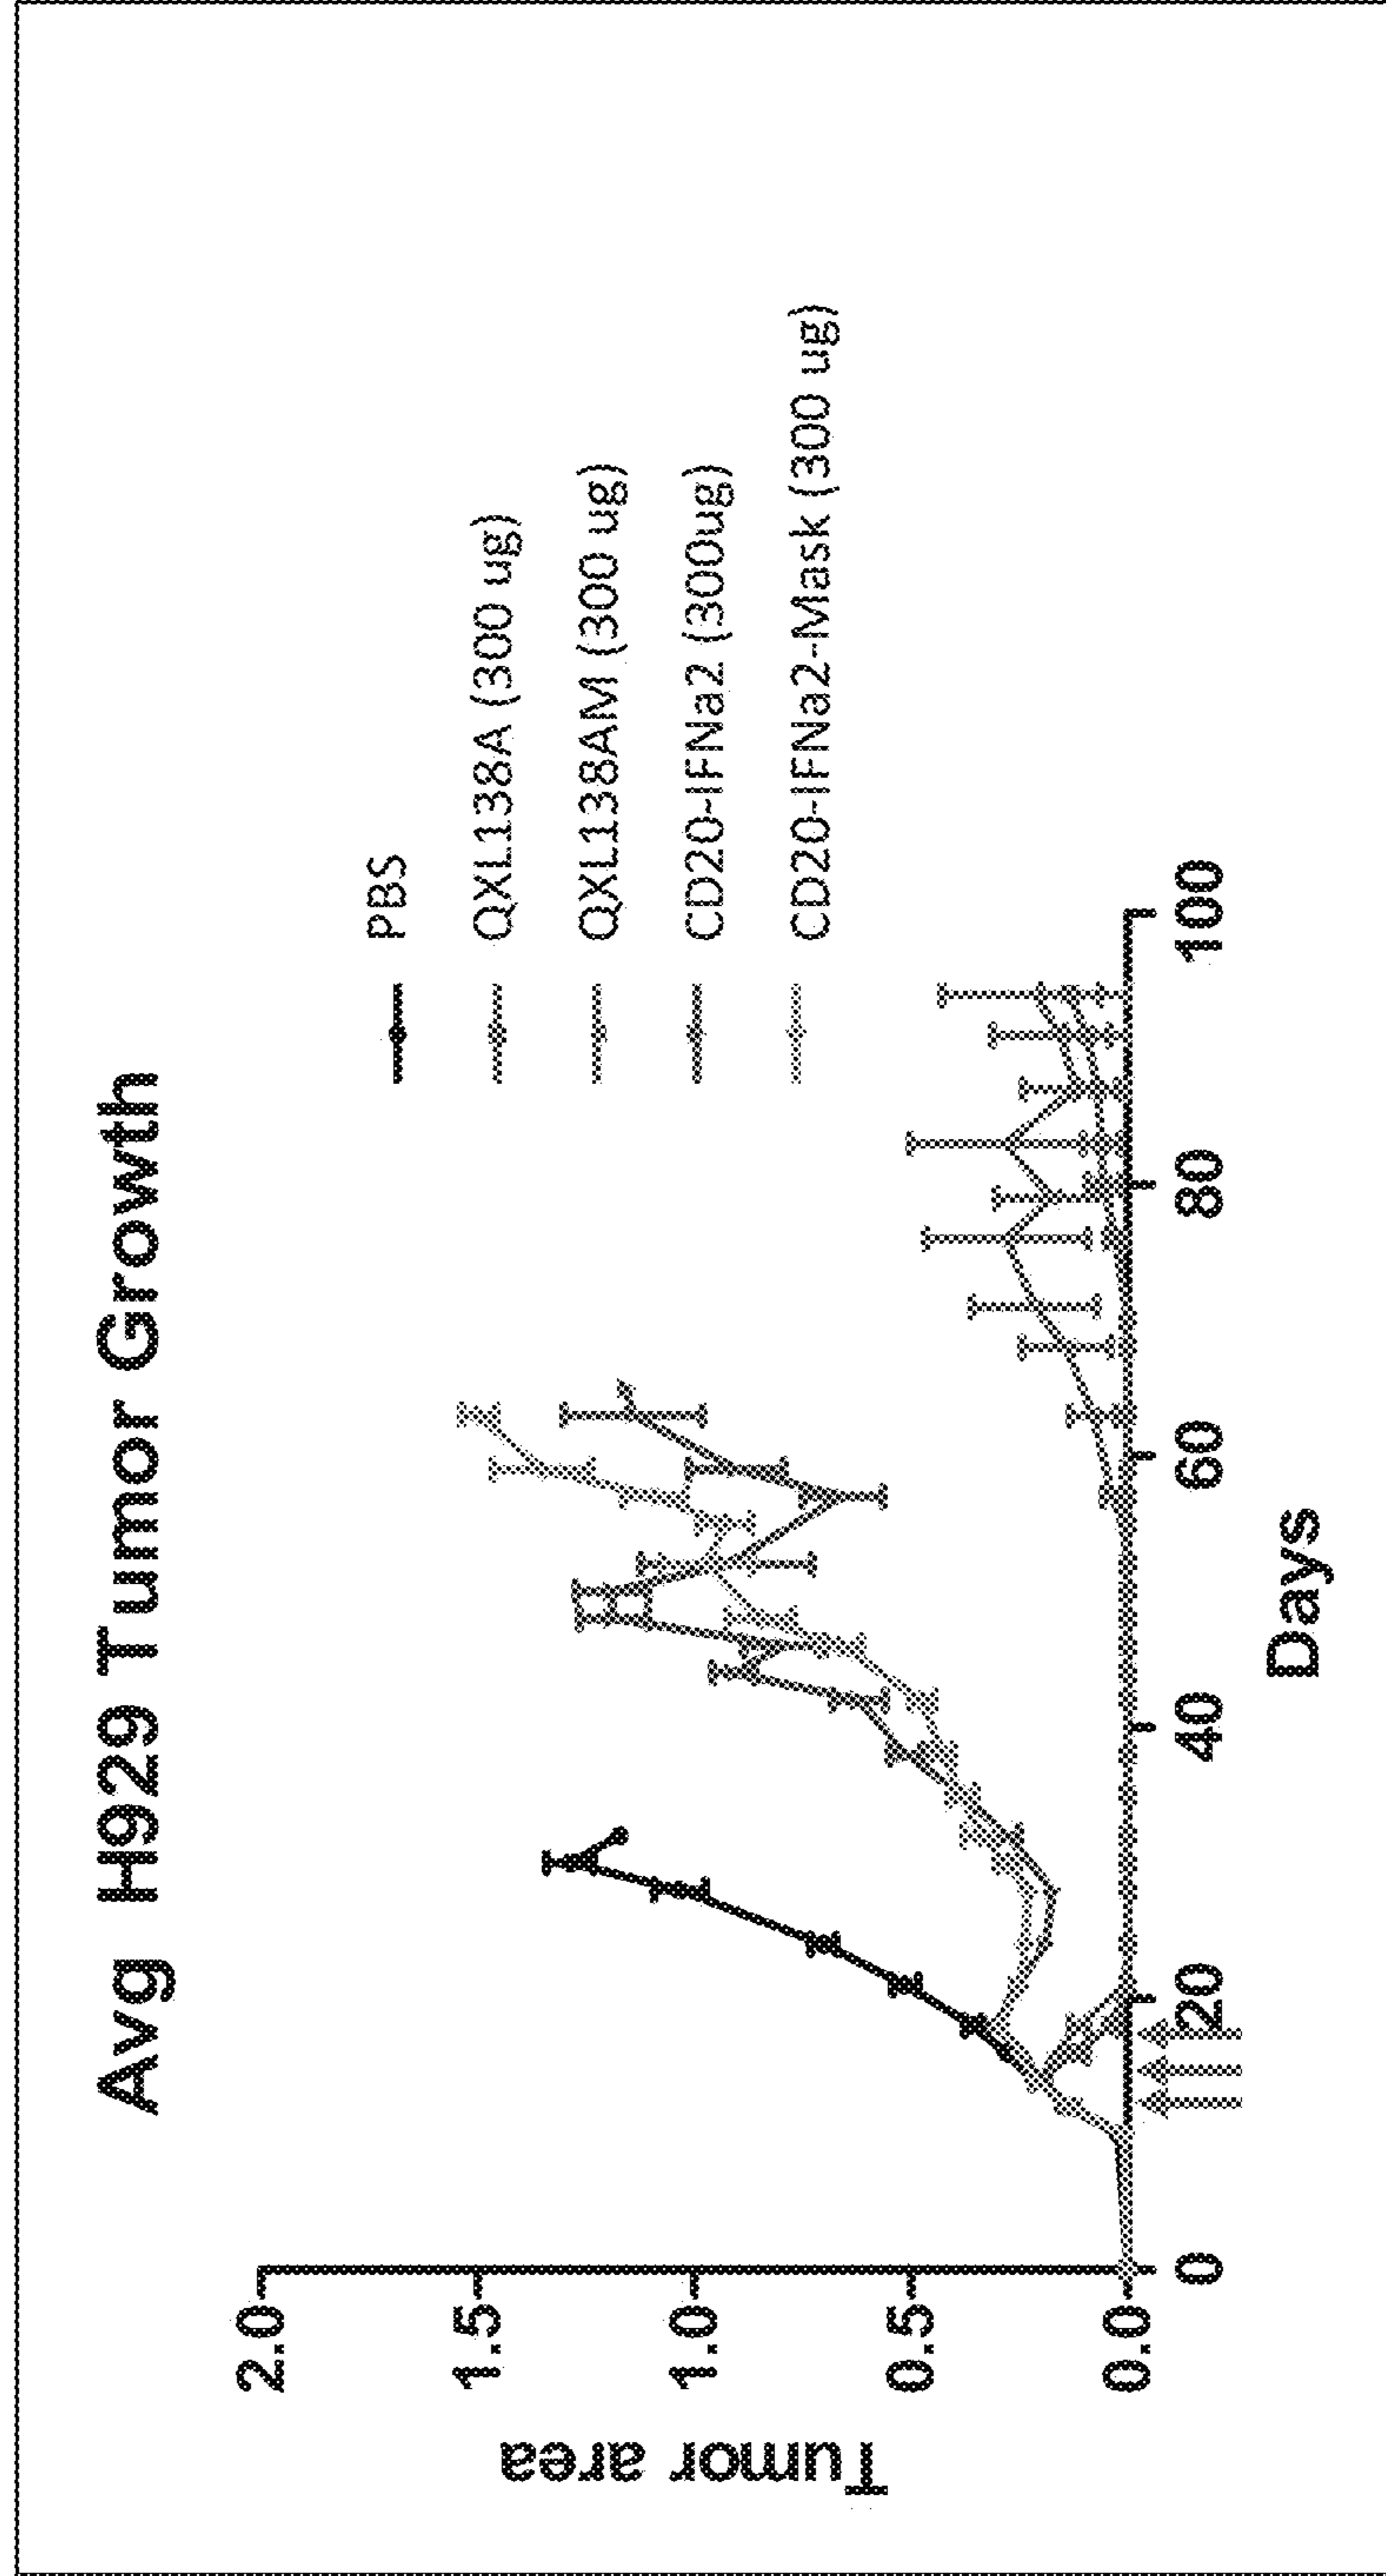 Avg H929 Tumor Growth
PBS
QXL138A (300 ug)
QXL138AM (300 ug)
CD20-IFNa2 (300ug)
CD20-IFNa2-Mask (300 ug)
Tumor area
2.0
1.5
1.0
0.5
0.0
0
20
40
60
80
100
Days